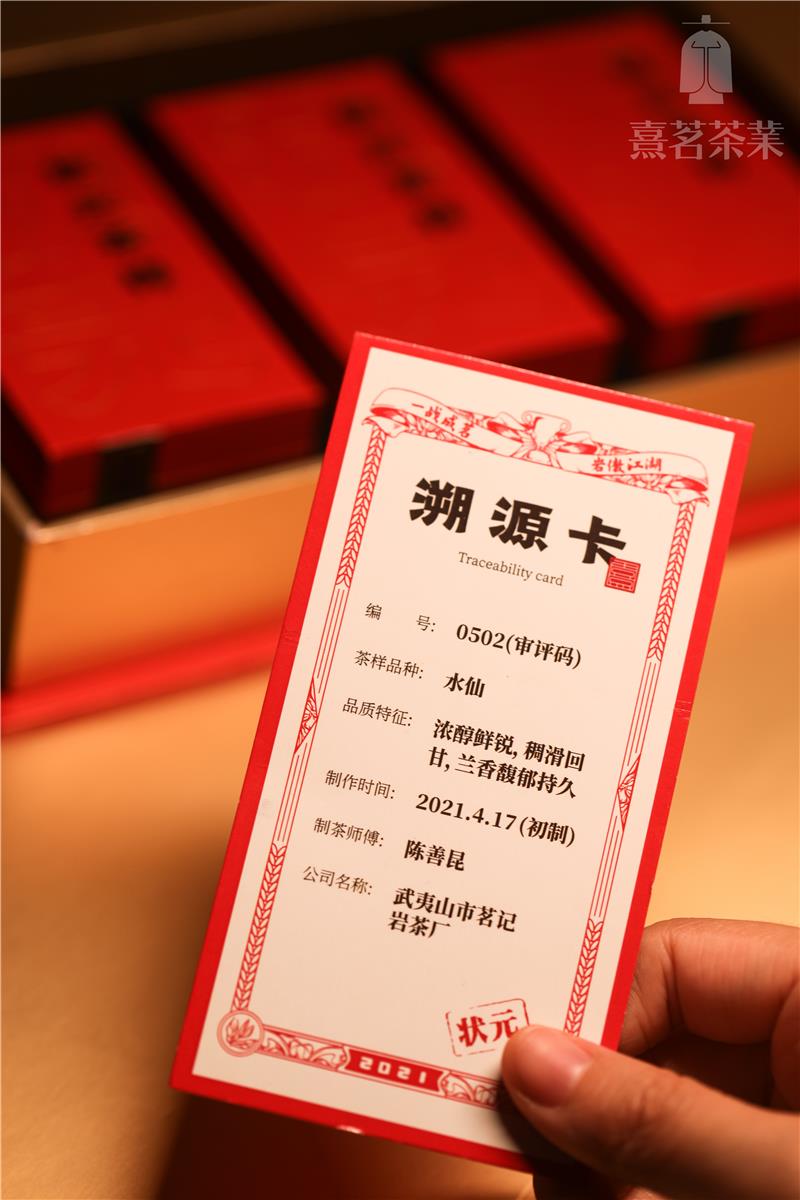 熹茗茶業
一战成茗
岩傲江湖
溯源卡
Traceability card
编 号: 0502(审评码)
茶样品种: 水仙
品质特征: 浓醇鲜锐, 稠滑回
甘, 兰香馥郁持久
制作时间: 2021.4.17(初制)
制茶师傅: 陈善昆
公司名称: 武夷山市茗记
岩茶厂
状元
2021